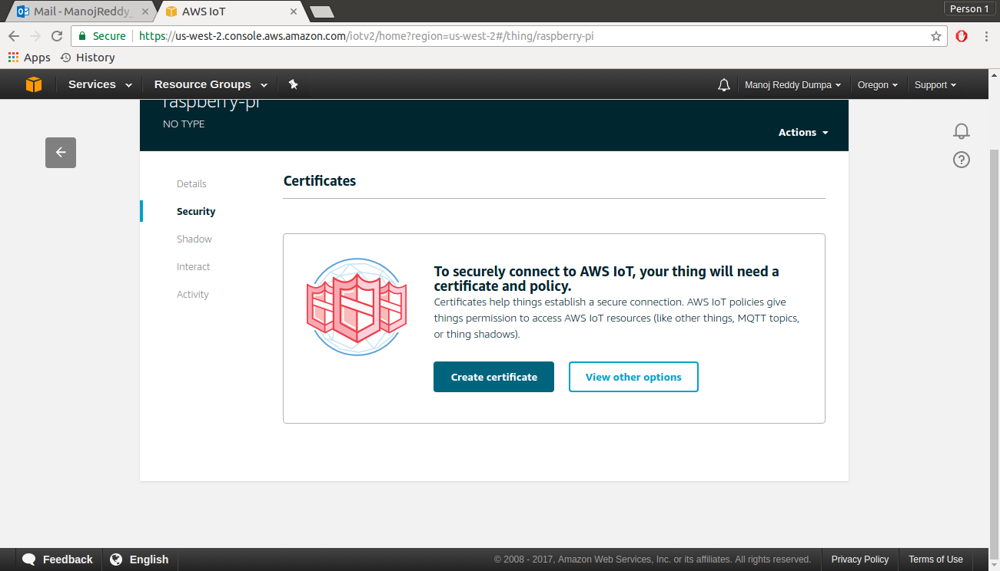 Person 1
Mail - ManojReddy_
AWS IoT
Secure
https://us-west-2.console.aws.amazon.com/iotv2/home?region=us-west-2#/thing/raspberry-pi
Apps
History
Services
Resource Groups
Manoj Reddy Dumpa
Oregon
Support
raspberry-pi
NO TYPE
Actions
Details
Security
Shadow
Interact
Activity
Certificates
To securely connect to AWS IoT, your thing will need a
certificate and policy.
Certificates help things establish a secure connection. AWS IoT policies give
things permission to access AWS IoT resources (like other things, MQTT topics,
or thing shadows).
Create certificate
View other options
Feedback
English
© 2008 - 2017, Amazon Web Services, Inc. or its affiliates. All rights reserved.
Privacy Policy
Terms of Use